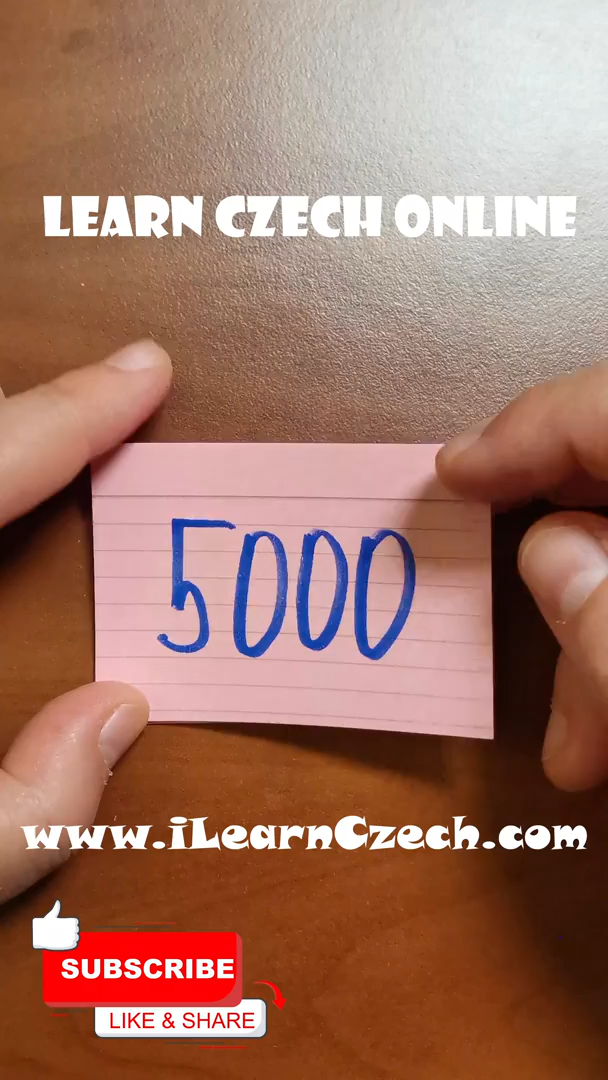 LEARN CZECH ONLINE
5000
www.iLearnCzech.com
SUBSCRIBE
LIKE & SHARE